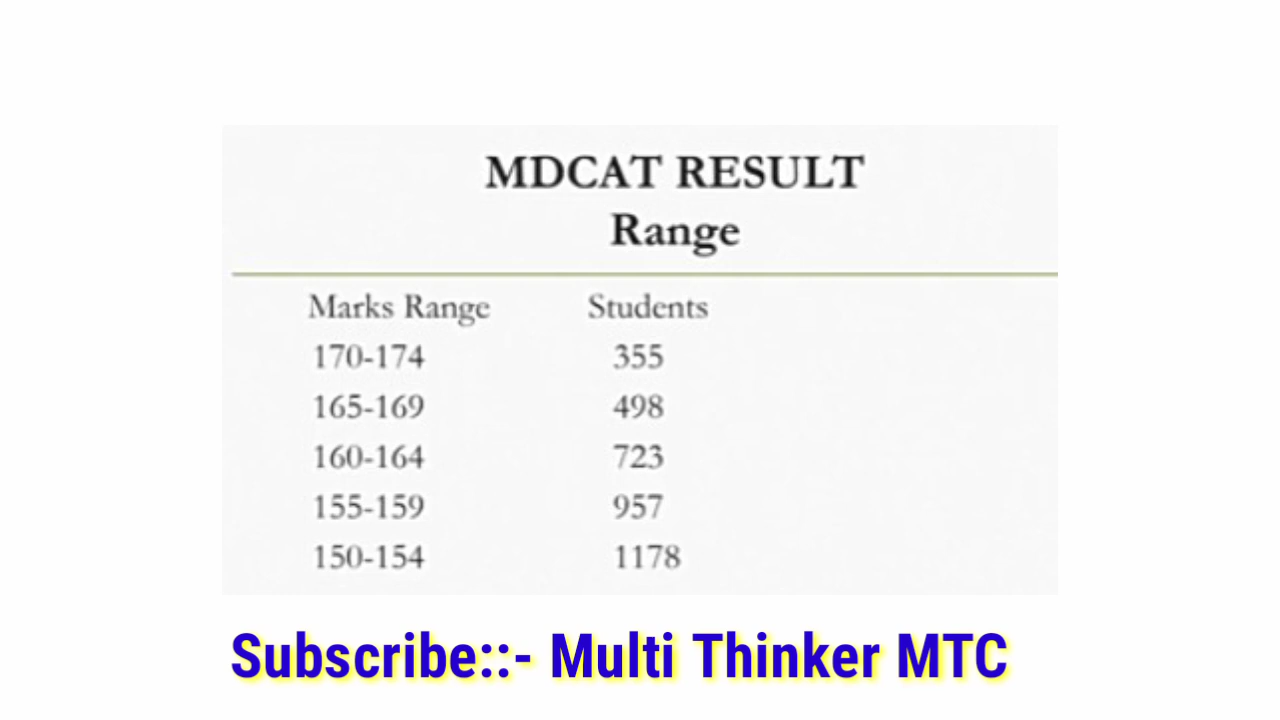 MDCAT RESULT
Range
Marks Range Students
170-174 355
165-169 498
160-164 723
155-159 957
150-154 1178
Subscribe::- Multi Thinker MTC